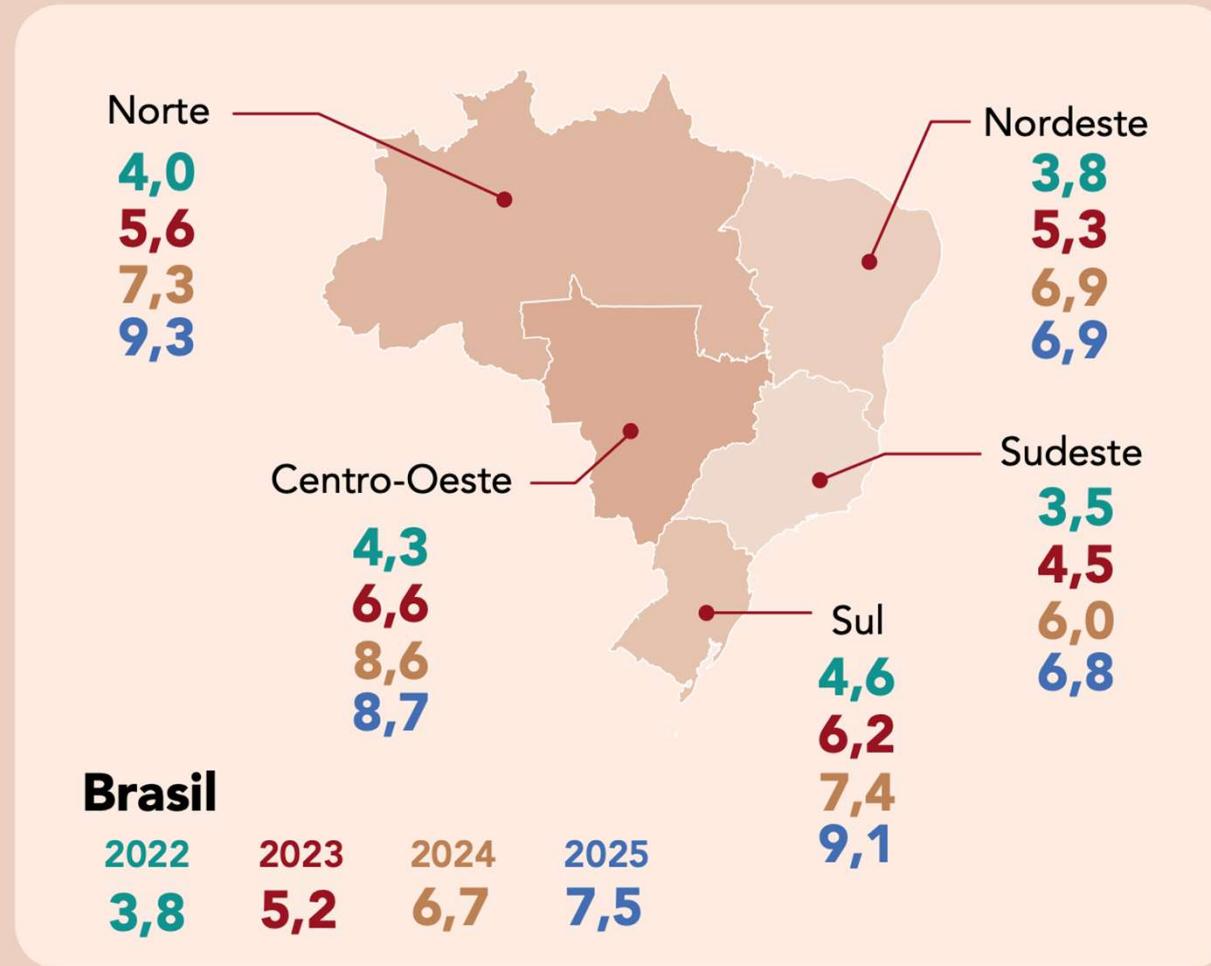 Norte
4,0
5,6
7,3
9,3
Nordeste
3,8
5,3
6,9
6,9
Centro-Oeste
4,3
6,6
8,6
8,7
Sudeste
3,5
4,5
6,0
6,8
Sul
4,6
6,2
7,4
9,1
Brasil
2022 2023 2024 2025
3,8 5,2 6,7 7,5